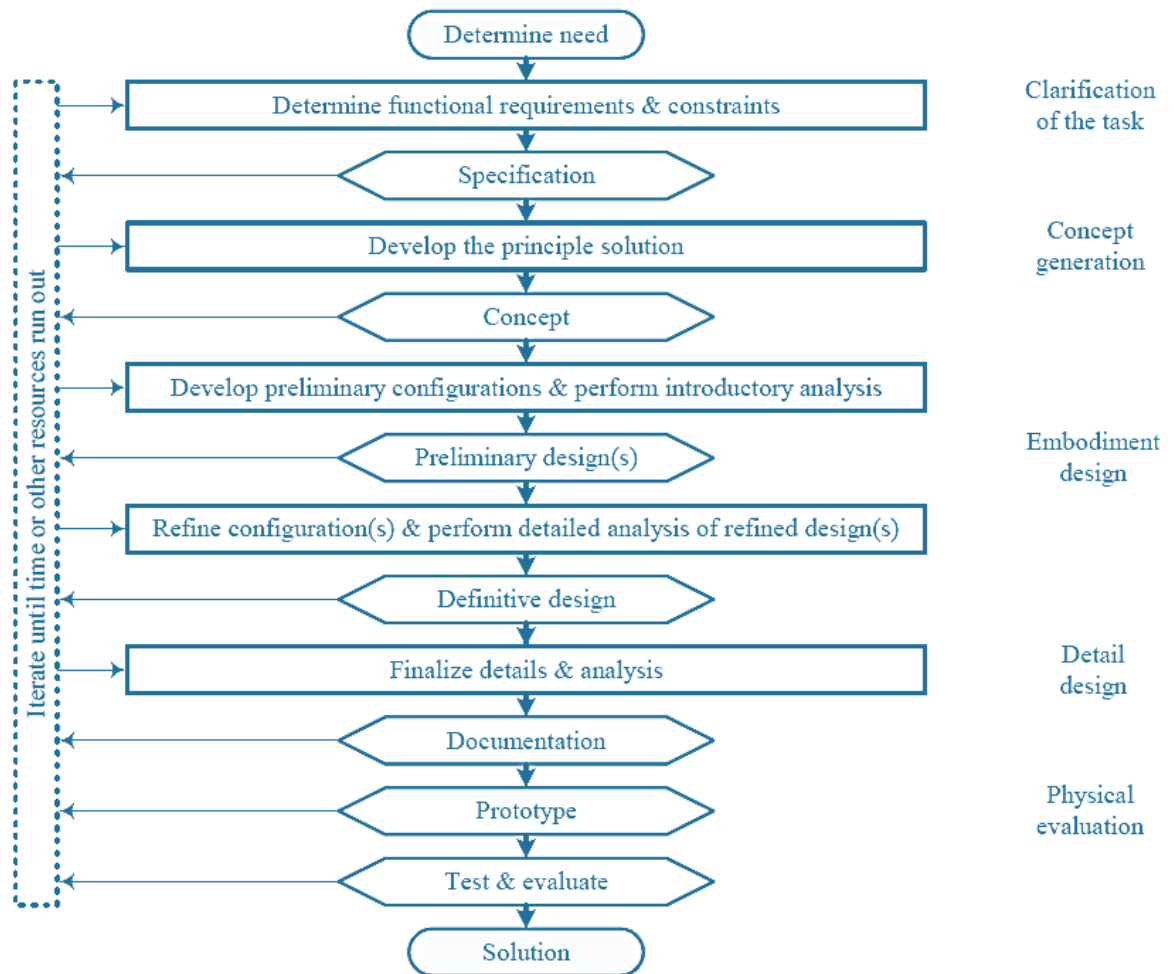 Determine need
Determine functional requirements & constraints
Clarification
of the task
Specification
Develop the principle solution
Concept
generation
Concept
Develop preliminary configurations & perform introductory analysis
Preliminary design(s)
Embodiment
design
Refine configuration(s) & perform detailed analysis of refined design(s)
Definitive design
Finalize details & analysis
Detail
design
Documentation
Prototype
Physical
evaluation
Test & evaluate
Solution
Iterate until time or other resources run out